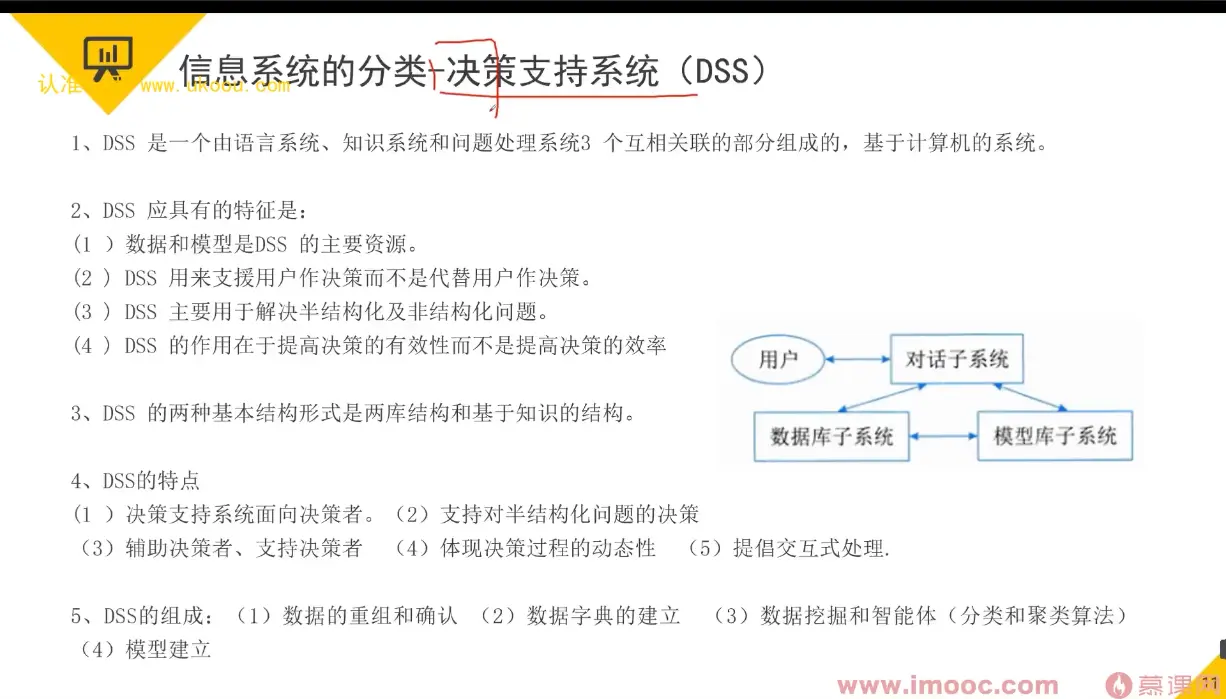 信息系统的分类-决策支持系统（DSS）
认准 www.ukoou.com
1、DSS 是一个由语言系统、知识系统和问题处理系统3 个互相关联的部分组成的，基于计算机的系统。
2、DSS 应具有的特征是：
(1 ）数据和模型是DSS 的主要资源。
(2 ）DSS 用来支援用户作决策而不是代替用户作决策。
(3 ）DSS 主要用于解决半结构化及非结构化问题。
(4 ）DSS 的作用在于提高决策的有效性而不是提高决策的效率
用户
对话子系统
数据库子系统
模型库子系统
3、DSS 的两种基本结构形式是两库结构和基于知识的结构。
4、DSS的特点
(1 ）决策支持系统面向决策者。（2）支持对半结构化问题的决策
（3）辅助决策者、支持决策者 （4）体现决策过程的动态性 （5）提倡交互式处理.
5、DSS的组成：（1）数据的重组和确认 （2）数据字典的建立 （3）数据挖掘和智能体（分类和聚类算法）
（4）模型建立
www.imooc.com 慕课
11